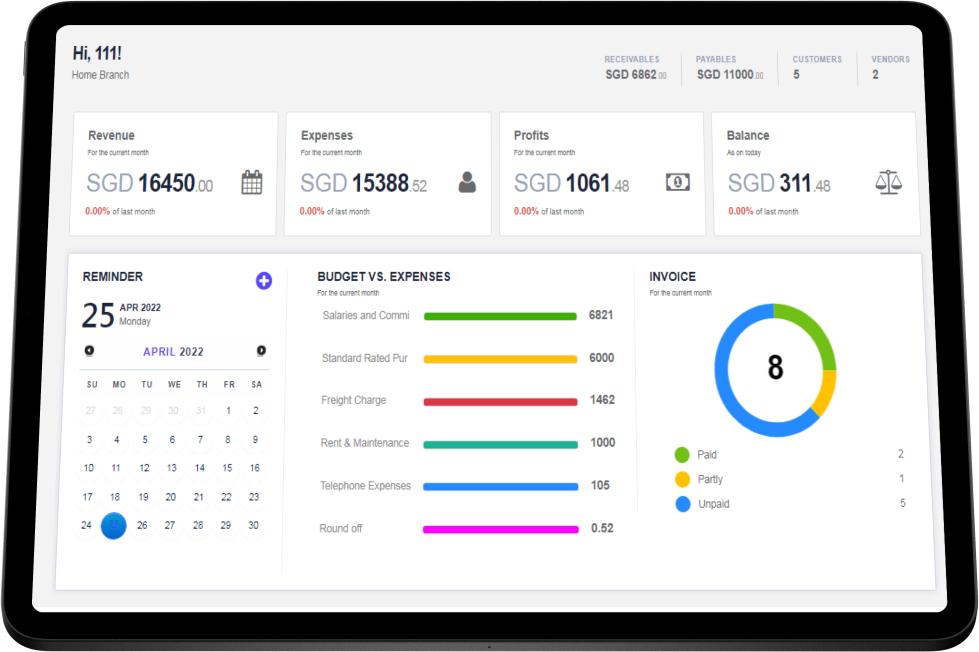 Hi, 111!
Home Branch
RECEIVABLES
SGD 6862.00
PAYABLES
SGD 11000.00
CUSTOMERS
5
VENDORS
2
Revenue
For the current month
SGD 16450.00
0.00% of last month
Expenses
For the current month
SGD 15388.52
0.00% of last month
Profits
For the current month
SGD 1061.48
0.00% of last month
Balance
As on today
SGD 311.48
0.00% of last month
REMINDER
25 APR 2022
Monday
APRIL 2022
SU MO TU WE TH FR SA
27 28 29 30 31 1 2
3 4 5 6 7 8 9
10 11 12 13 14 15 16
17 18 19 20 21 22 23
24 25 26 27 28 29 30
BUDGET VS. EXPENSES
For the current month
Salaries and Commi 6821
Standard Rated Pur 6000
Freight Charge 1462
Rent & Maintenance 1000
Telephone Expenses 105
Round off 0.52
INVOICE
For the current month
8
Paid 2
Partly 1
Unpaid 5